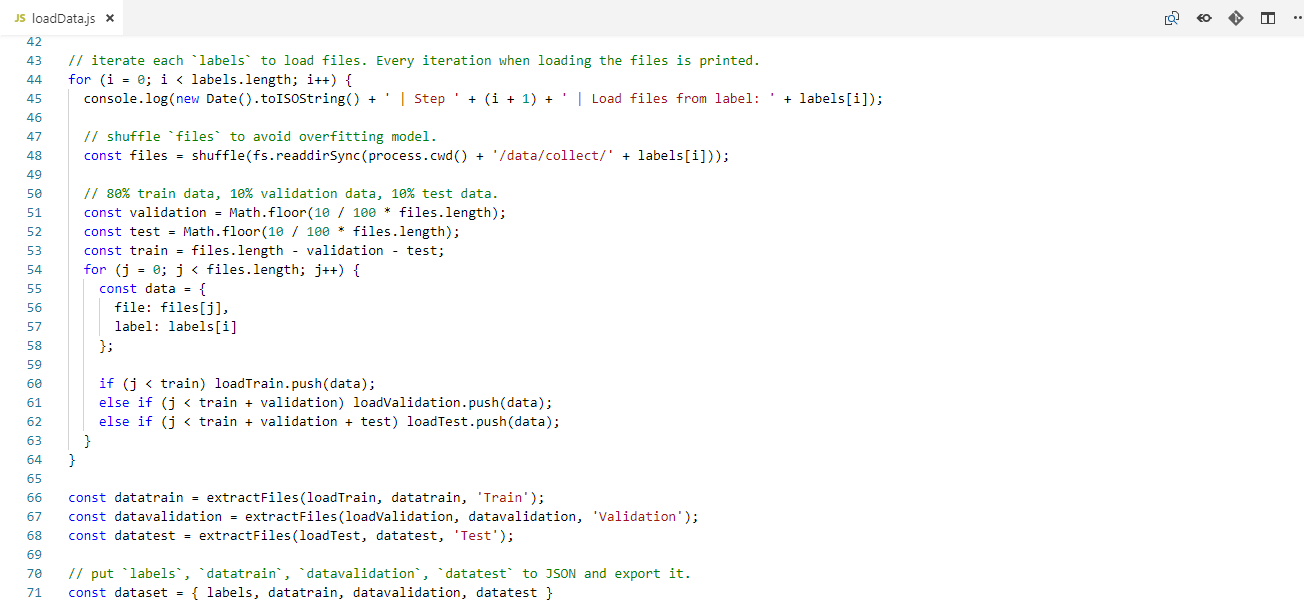 JS loadData.js ×
42
43 // iterate each `labels` to load files. Every iteration when loading the files is printed.
44 for (i = 0; i < labels.length; i++) {
45 console.log(new Date().toISOString() + ' | Step ' + (i + 1) + ' | Load files from label: ' + labels[i]);
46
47 // shuffle `files` to avoid overfitting model.
48 const files = shuffle(fs.readdirSync(process.cwd() + '/data/collect/' + labels[i]));
49
50 // 80% train data, 10% validation data, 10% test data.
51 const validation = Math.floor(10 / 100 * files.length);
52 const test = Math.floor(10 / 100 * files.length);
53 const train = files.length - validation - test;
54 for (j = 0; j < files.length; j++) {
55 const data = {
56 file: files[j],
57 label: labels[i]
58 };
59
60 if (j < train) loadTrain.push(data);
61 else if (j < train + validation) loadValidation.push(data);
62 else if (j < train + validation + test) loadTest.push(data);
63 }
64 }
65
66 const datatrain = extractFiles(loadTrain, datatrain, 'Train');
67 const datavalidation = extractFiles(loadValidation, datavalidation, 'Validation');
68 const datatest = extractFiles(loadTest, datatest, 'Test');
69
70 // put `labels`, `datatrain`, `datavalidation`, `datatest` to JSON and export it.
71 const dataset = { labels, datatrain, datavalidation, datatest }